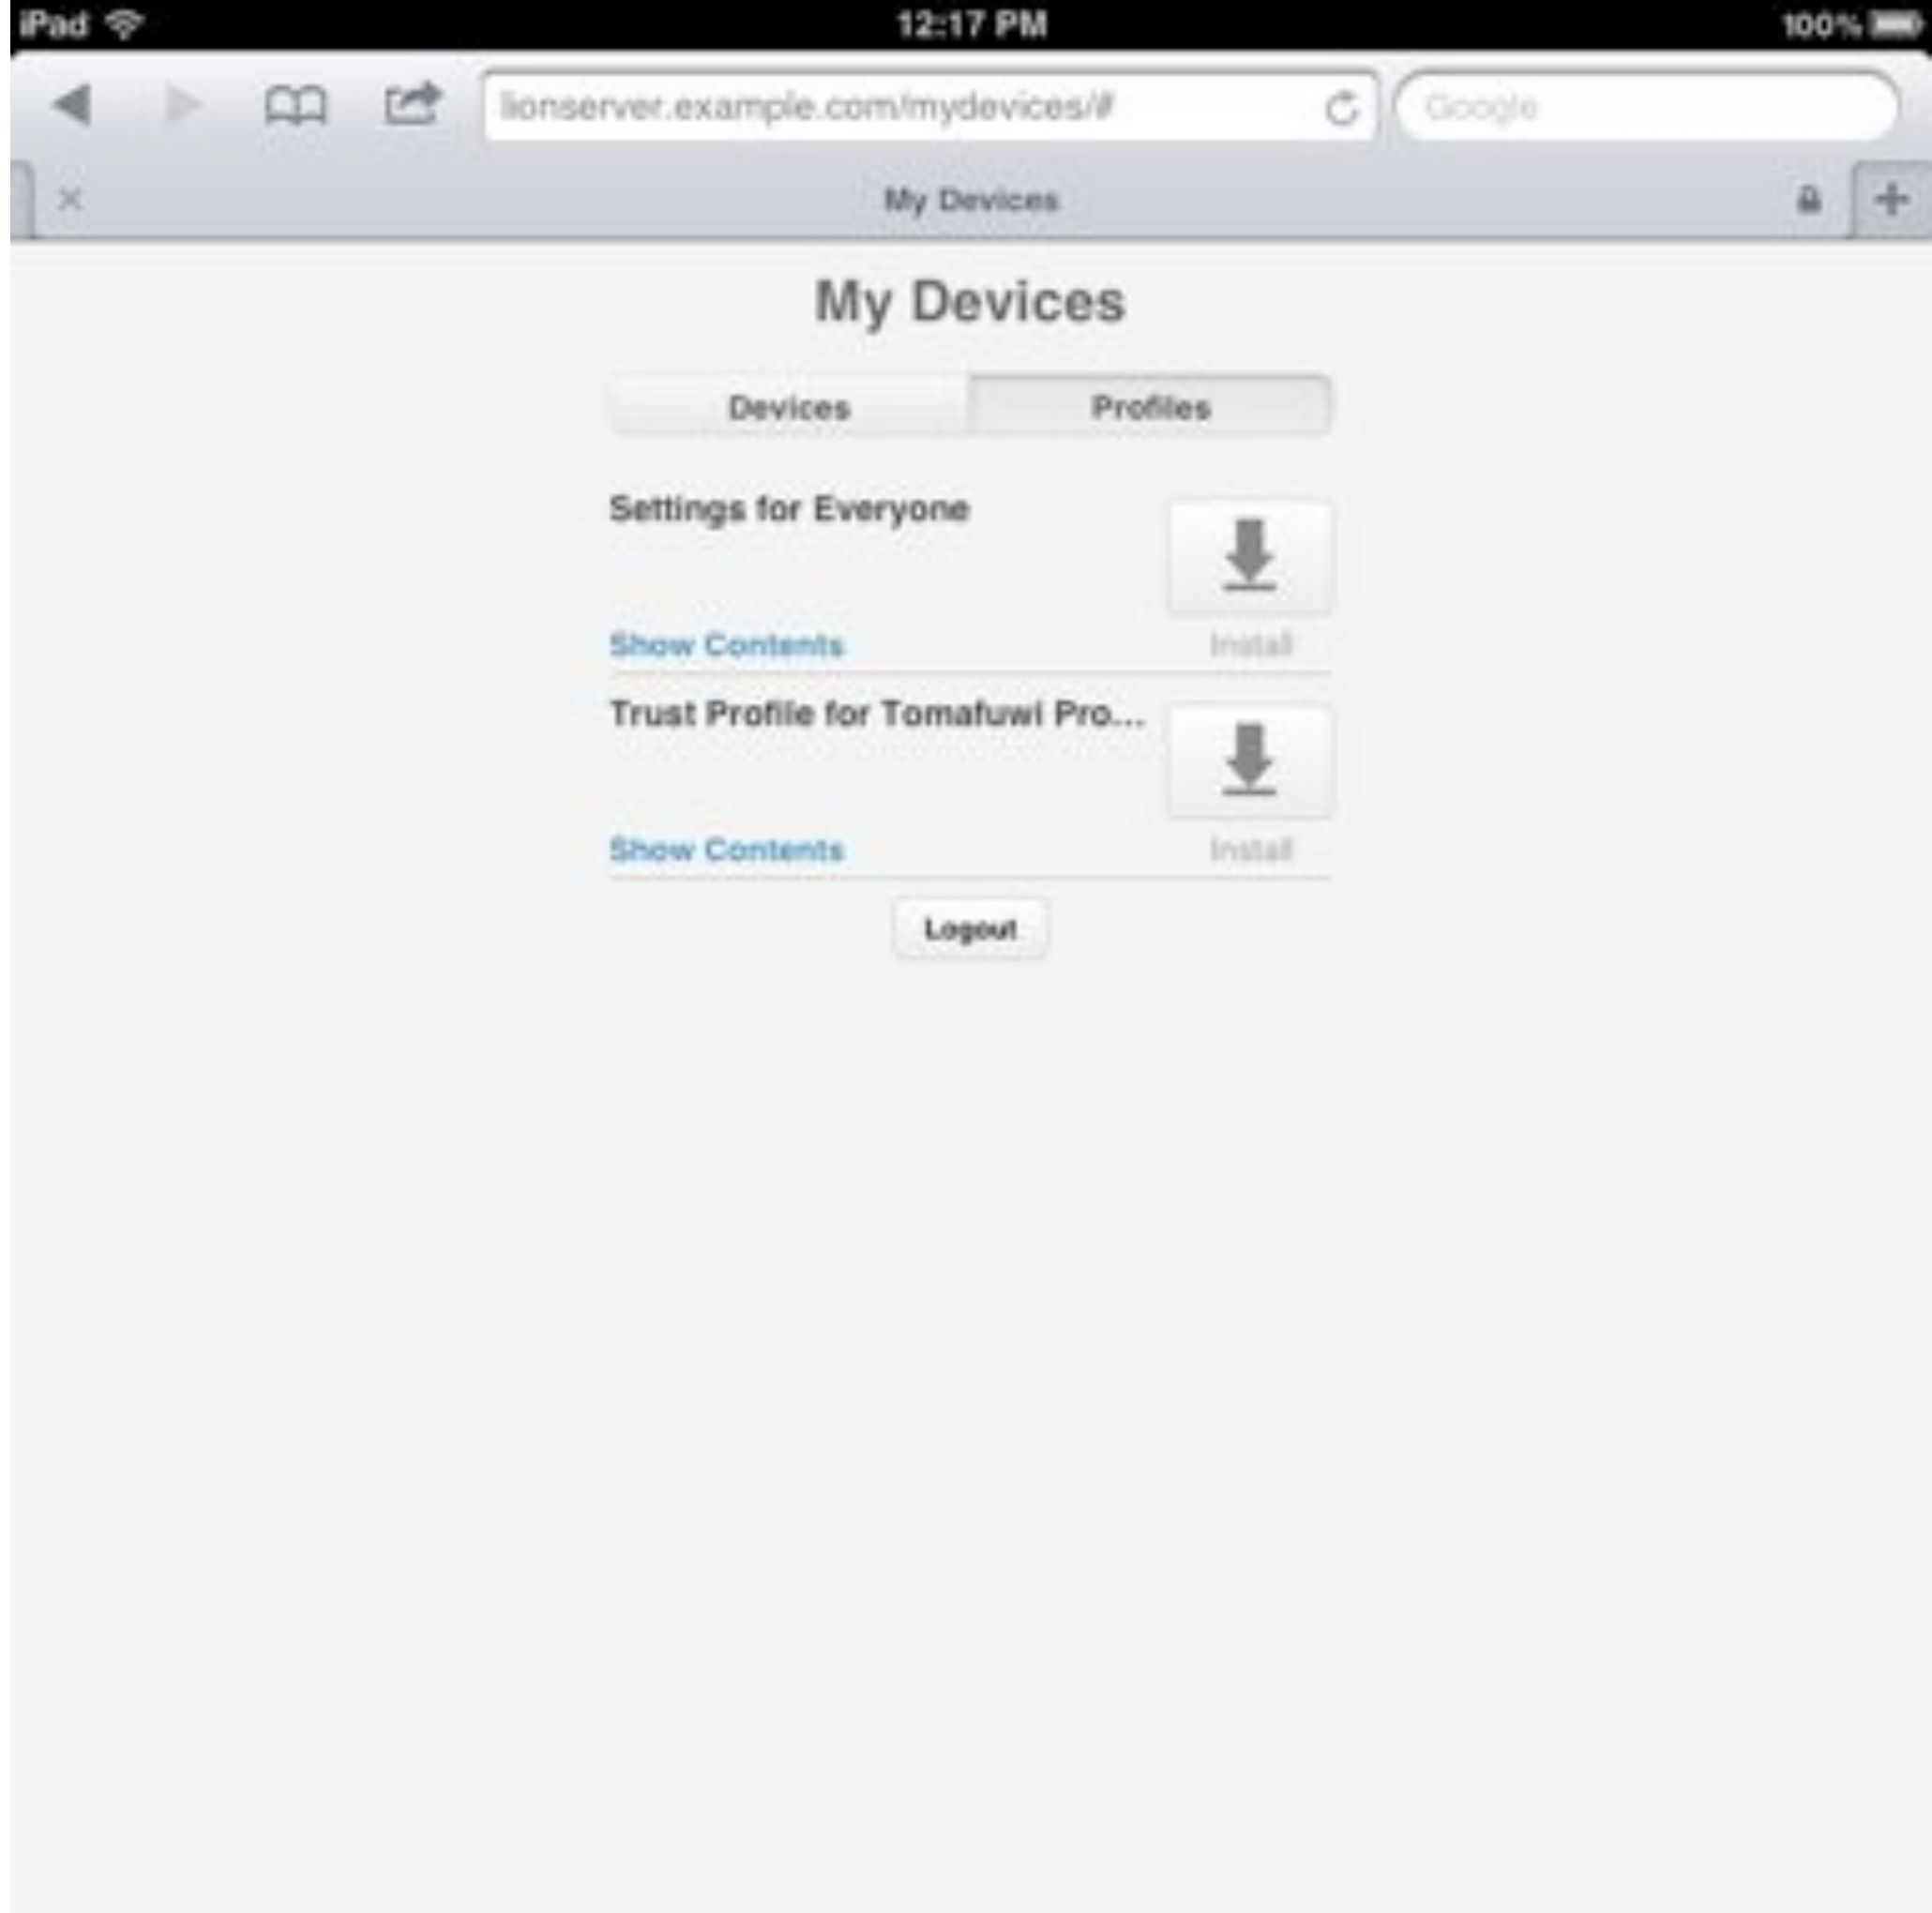 iPad 12:17 PM 100%
lionserver.example.com/mydevices/# Google
My Devices
My Devices
Devices Profiles
Settings for Everyone
Show Contents Install
Trust Profile for Tomafuwi Pro...
Show Contents Install
Logout